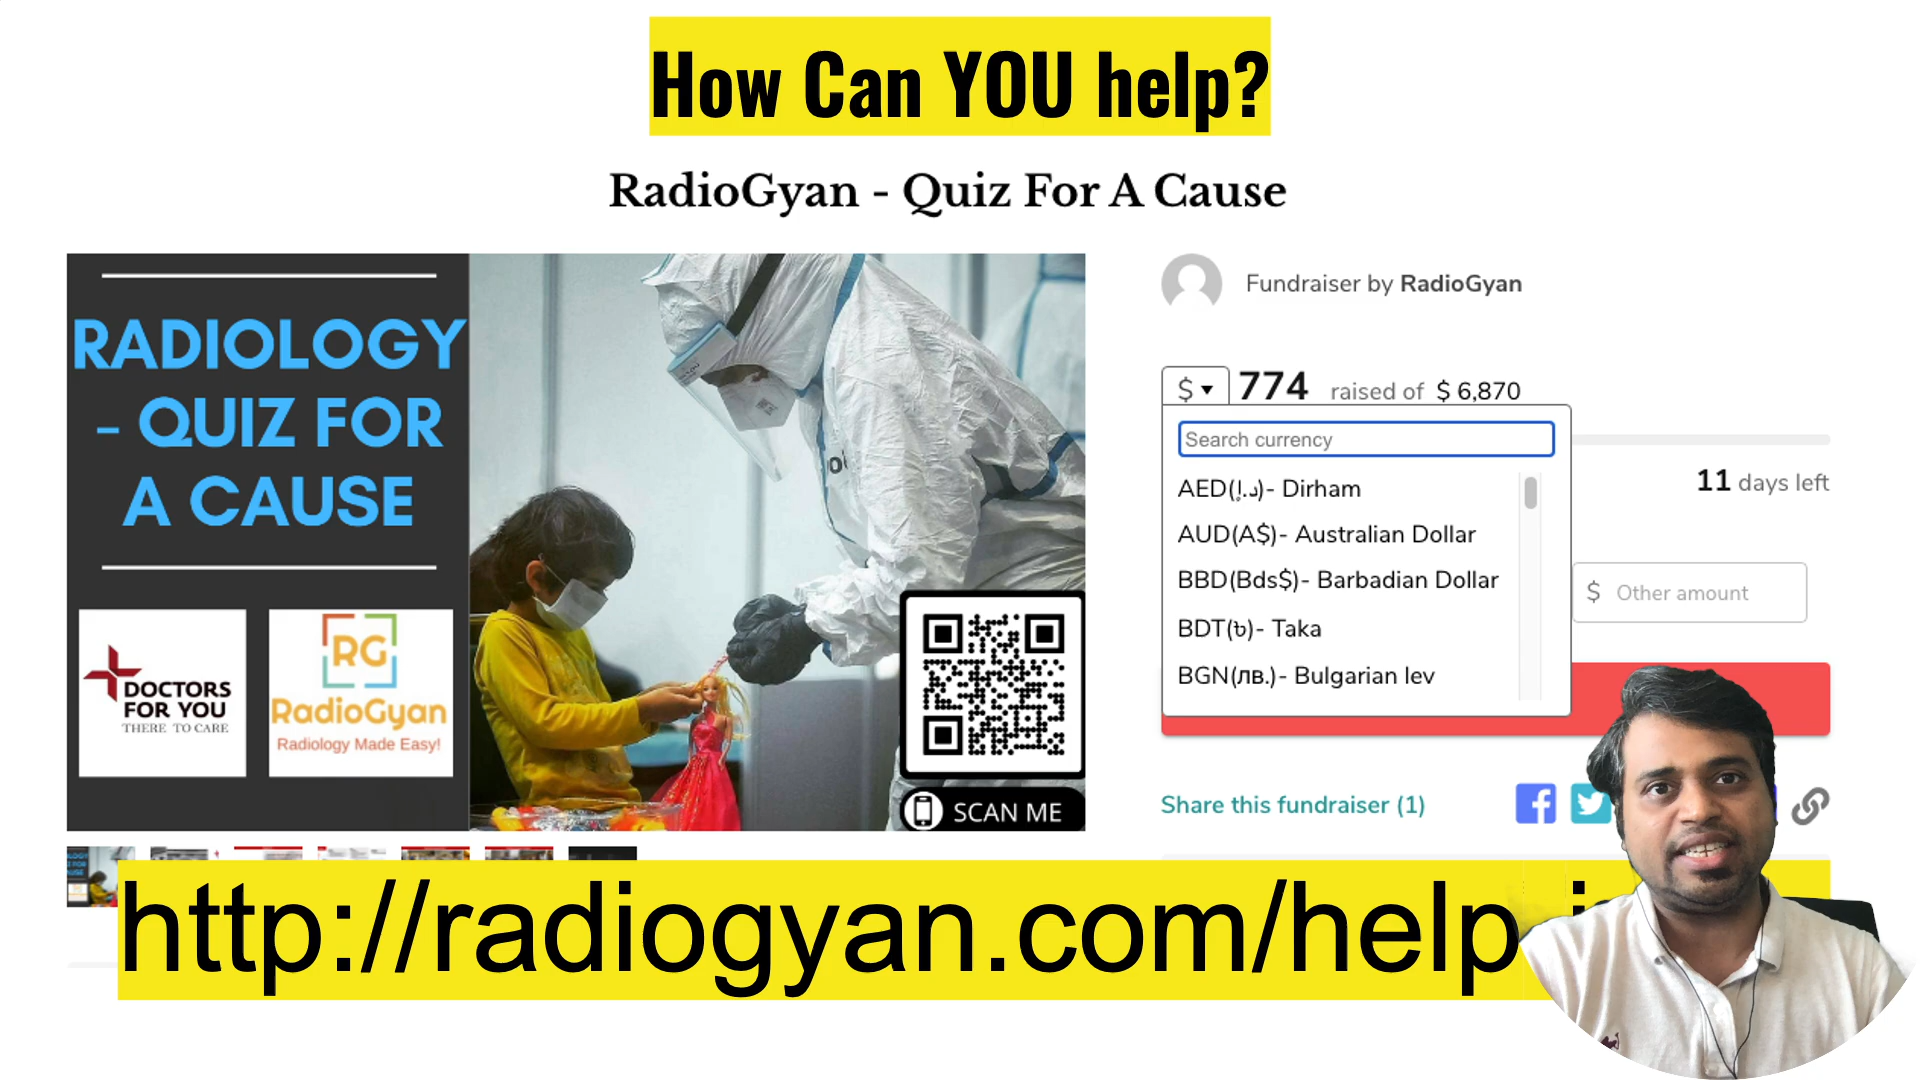 How Can YOU help?
RadioGyan - Quiz For A Cause
RADIOLOGY
- QUIZ FOR
A CAUSE
DOCTORS
FOR YOU
THERE TO CARE
RG
RadioGyan
Radiology Made Easy!
SCAN ME
Fundraiser by RadioGyan
$ 774 raised of $ 6,870
Search currency
11 days left
AED(د.إ)- Dirham
AUD(A$)- Australian Dollar
BBD(Bds$)- Barbadian Dollar
$ Other amount
BDT(৳)- Taka
BGN(лв.)- Bulgarian lev
Share this fundraiser (1)
http://radiogyan.com/help